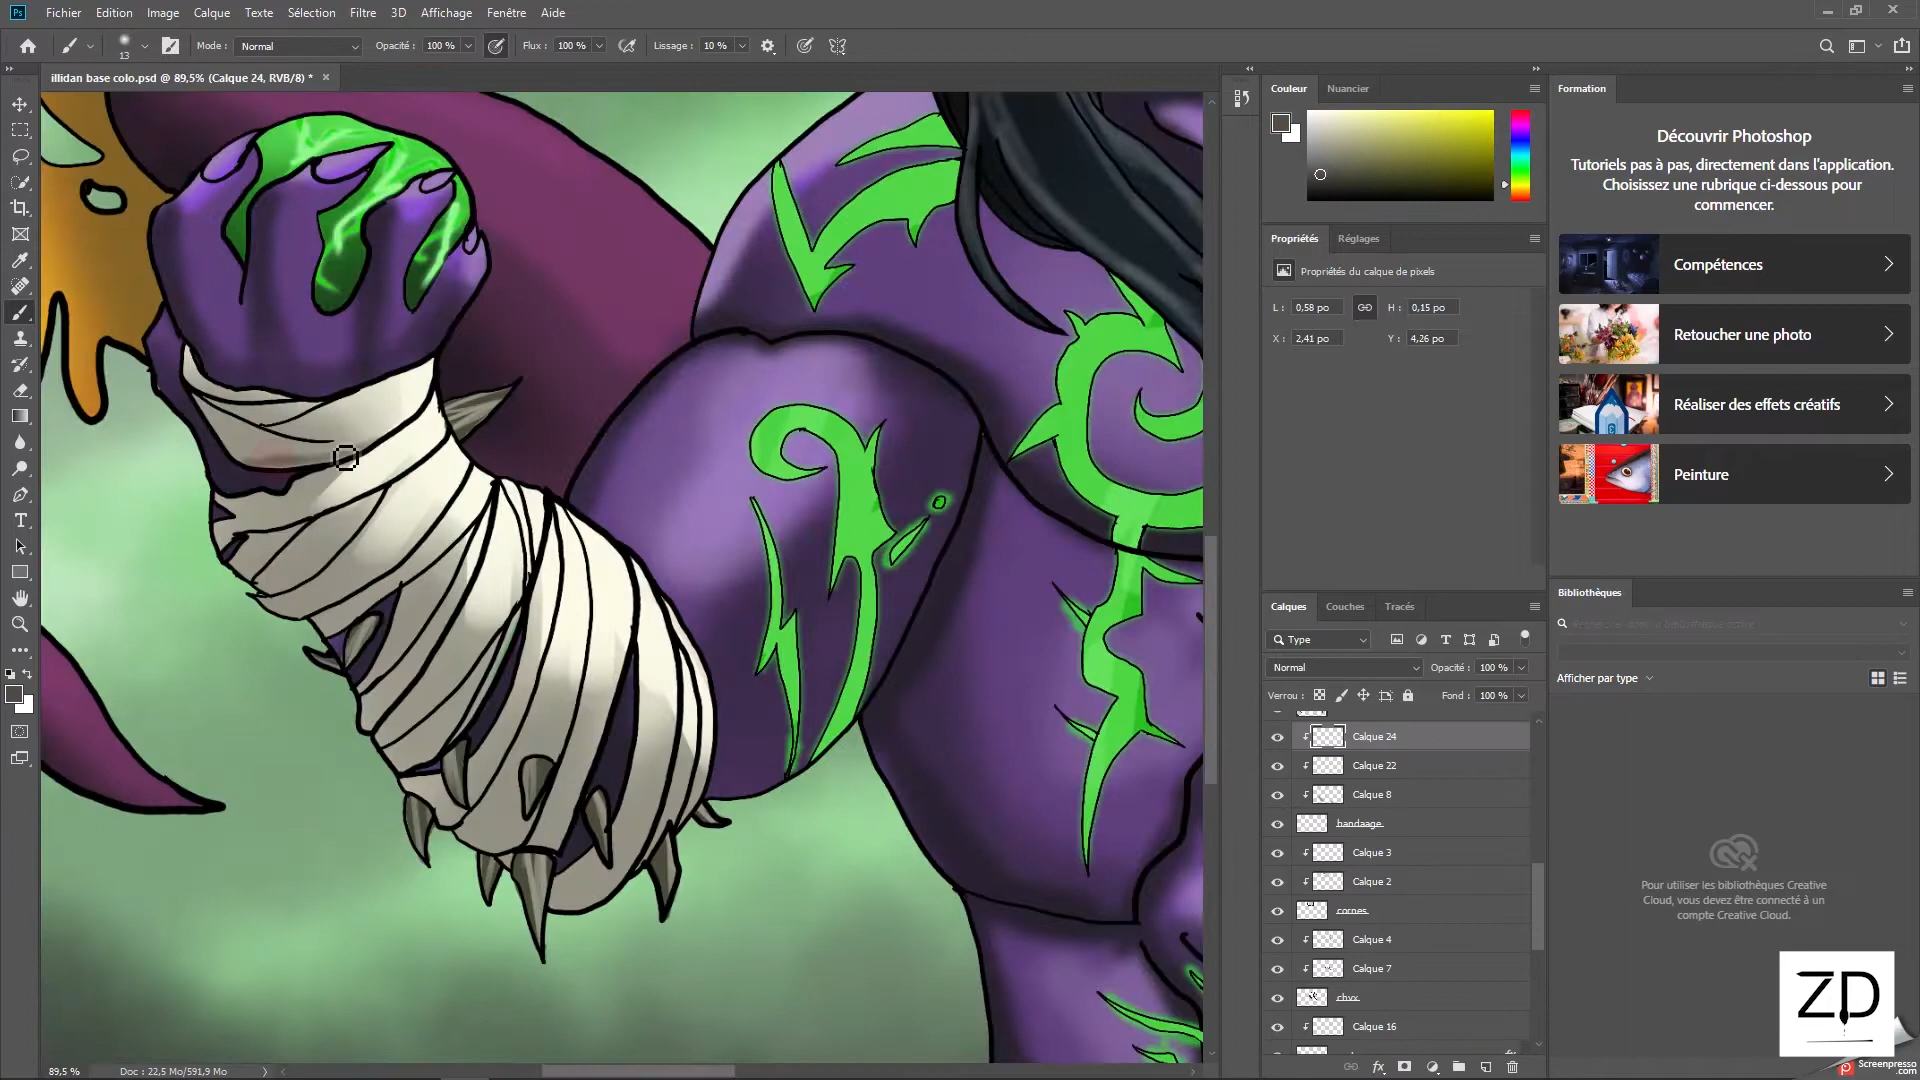 Ps
Fichier Edition Image Calque Texte Sélection Filtre 3D Affichage Fenêtre Aide
13
Mode : Normal
Opacité : 100 %
Flux : 100 %
Lissage : 10 %
illidan base colo.psd @ 89,5% (Calque 24, RVB/8) *
Couleur Nuancier
Propriétés Réglages
Propriétés du calque de pixels
L : 0,58 po H : 0,15 po
X : 2,41 po Y : 4,26 po
Calques Couches Tracés
Type
Normal Opacité : 100 %
Verrou : Fond : 100 %
Calque 24
Calque 22
Calque 8
bandaage
Calque 3
Calque 2
cornes
Calque 4
Calque 7
chvx
Calque 16
Formation
Découvrir Photoshop
Tutoriels pas à pas, directement dans l'application.
Choisissez une rubrique ci-dessous pour
commencer.
Compétences
Retoucher une photo
Réaliser des effets créatifs
Peinture
Bibliothèques
Afficher par type
Pour utiliser les bibliothèques Creative
Cloud, vous devez être connecté à un
compte Creative Cloud.
ZD
Screenpresso
.com
89,5 % Doc : 22,5 Mo/591,9 Mo